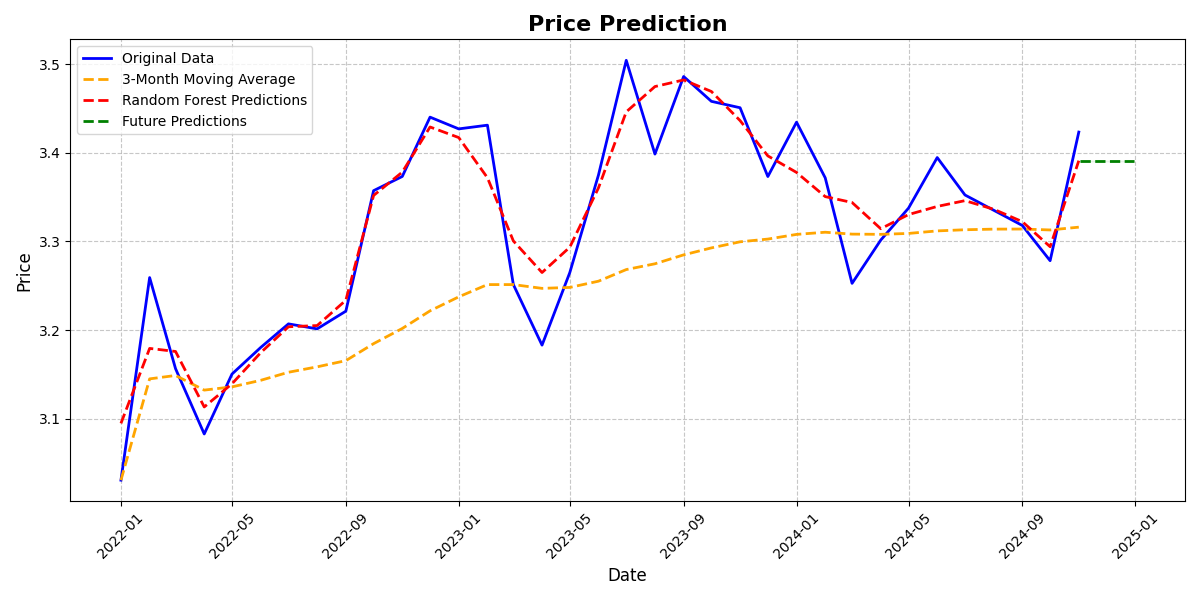 Price Prediction
Original Data
3-Month Moving Average
Random Forest Predictions
Future Predictions
3.5
3.4
3.3
3.2
3.1
Price
2022-01
2022-05
2022-09
2023-01
2023-05
2023-09
2024-01
2024-05
2024-09
2025-01
Date